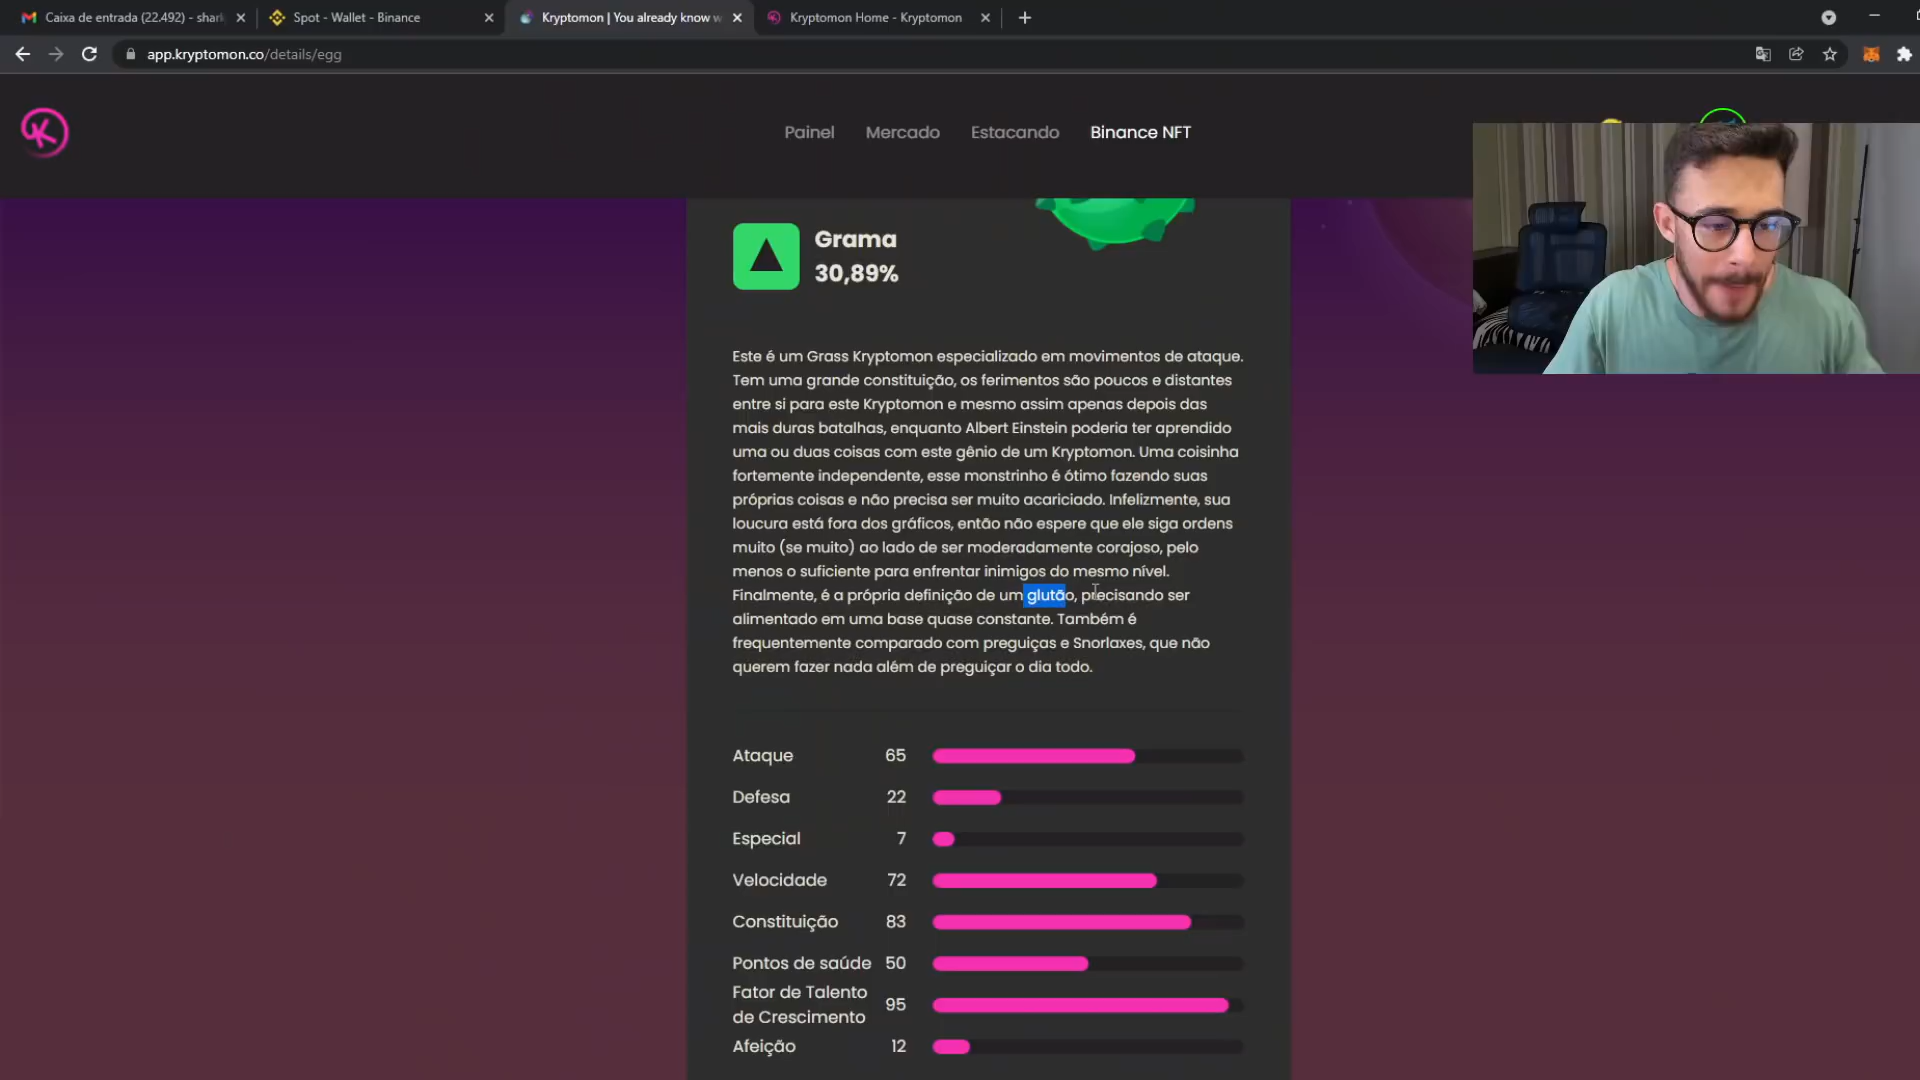 Caixa de entrada (22.492) - shar
Spot - Wallet - Binance
Kryptomon | You already know w
Kryptomon Home - Kryptomon
app.kryptomon.co/details/egg
Painel
Mercado
Estacando
Binance NFT
Grama
30,89%
Este é um Grass Kryptomon especializado em movimentos de ataque.
Tem uma grande constituição, os ferimentos são poucos e distantes
entre si para este Kryptomon e mesmo assim apenas depois das
mais duras batalhas, enquanto Albert Einstein poderia ter aprendido
uma ou duas coisas com este gênio de um Kryptomon. Uma coisinha
fortemente independente, esse monstrinho é ótimo fazendo suas
próprias coisas e não precisa ser muito acariciado. Infelizmente, sua
loucura está fora dos gráficos, então não espere que ele siga ordens
muito (se muito) ao lado de ser moderadamente corajoso, pelo
menos o suficiente para enfrentar inimigos do mesmo nível.
Finalmente, é a própria definição de um glutão, precisando ser
alimentado em uma base quase constante. Também é
frequentemente comparado com preguiças e Snorlaxes, que não
querem fazer nada além de preguiçar o dia todo.
Ataque 65
Defesa 22
Especial 7
Velocidade 72
Constituição 83
Pontos de saúde 50
Fator de Talento
de Crescimento 95
Afeição 12